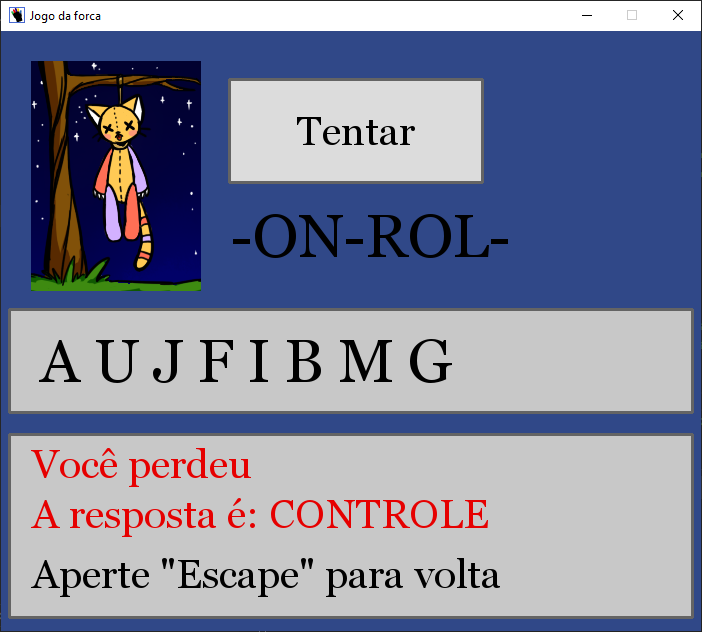 Jogo da forca
Tentar
-ON-ROL-
A U J F I B M G
Você perdeu
A resposta é: CONTROLE
Aperte "Escape" para volta